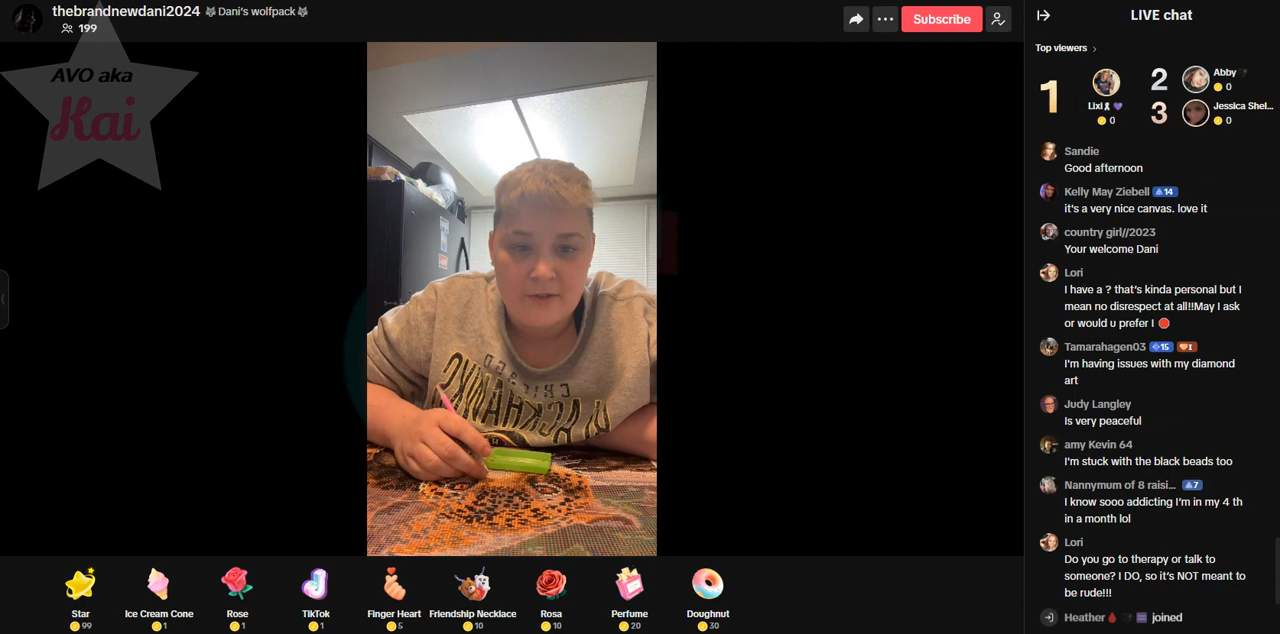 thebrandnewdani2024 🐺Dani's wolfpack🐺
199
Subscribe
AVO aka
Kai
LIVE chat
Top viewers
1
Lixi🎗💜
0
2
Abby
0
3
Jessica Shel...
0
Sandie
Good afternoon
Kelly May Ziebell 14
it's a very nice canvas. love it
country girl//2023
Your welcome Dani
Lori
I have a ? that's kinda personal but I
mean no disrespect at all!!May I ask
or would u prefer I 🛑
Tamarahagen03 15 I
I'm having issues with my diamond
art
Judy Langley
Is very peaceful
amy Kevin 64
I'm stuck with the black beads too
Nannymum of 8 raisi... 7
I know sooo addicting I'm in my 4 th
in a month lol
Lori
Do you go to therapy or talk to
someone? I DO, so it's NOT meant to
be rude!!!
Heather joined
Star
99
Ice Cream Cone
1
Rose
1
TikTok
1
Finger Heart
5
Friendship Necklace
10
Rosa
10
Perfume
20
Doughnut
30